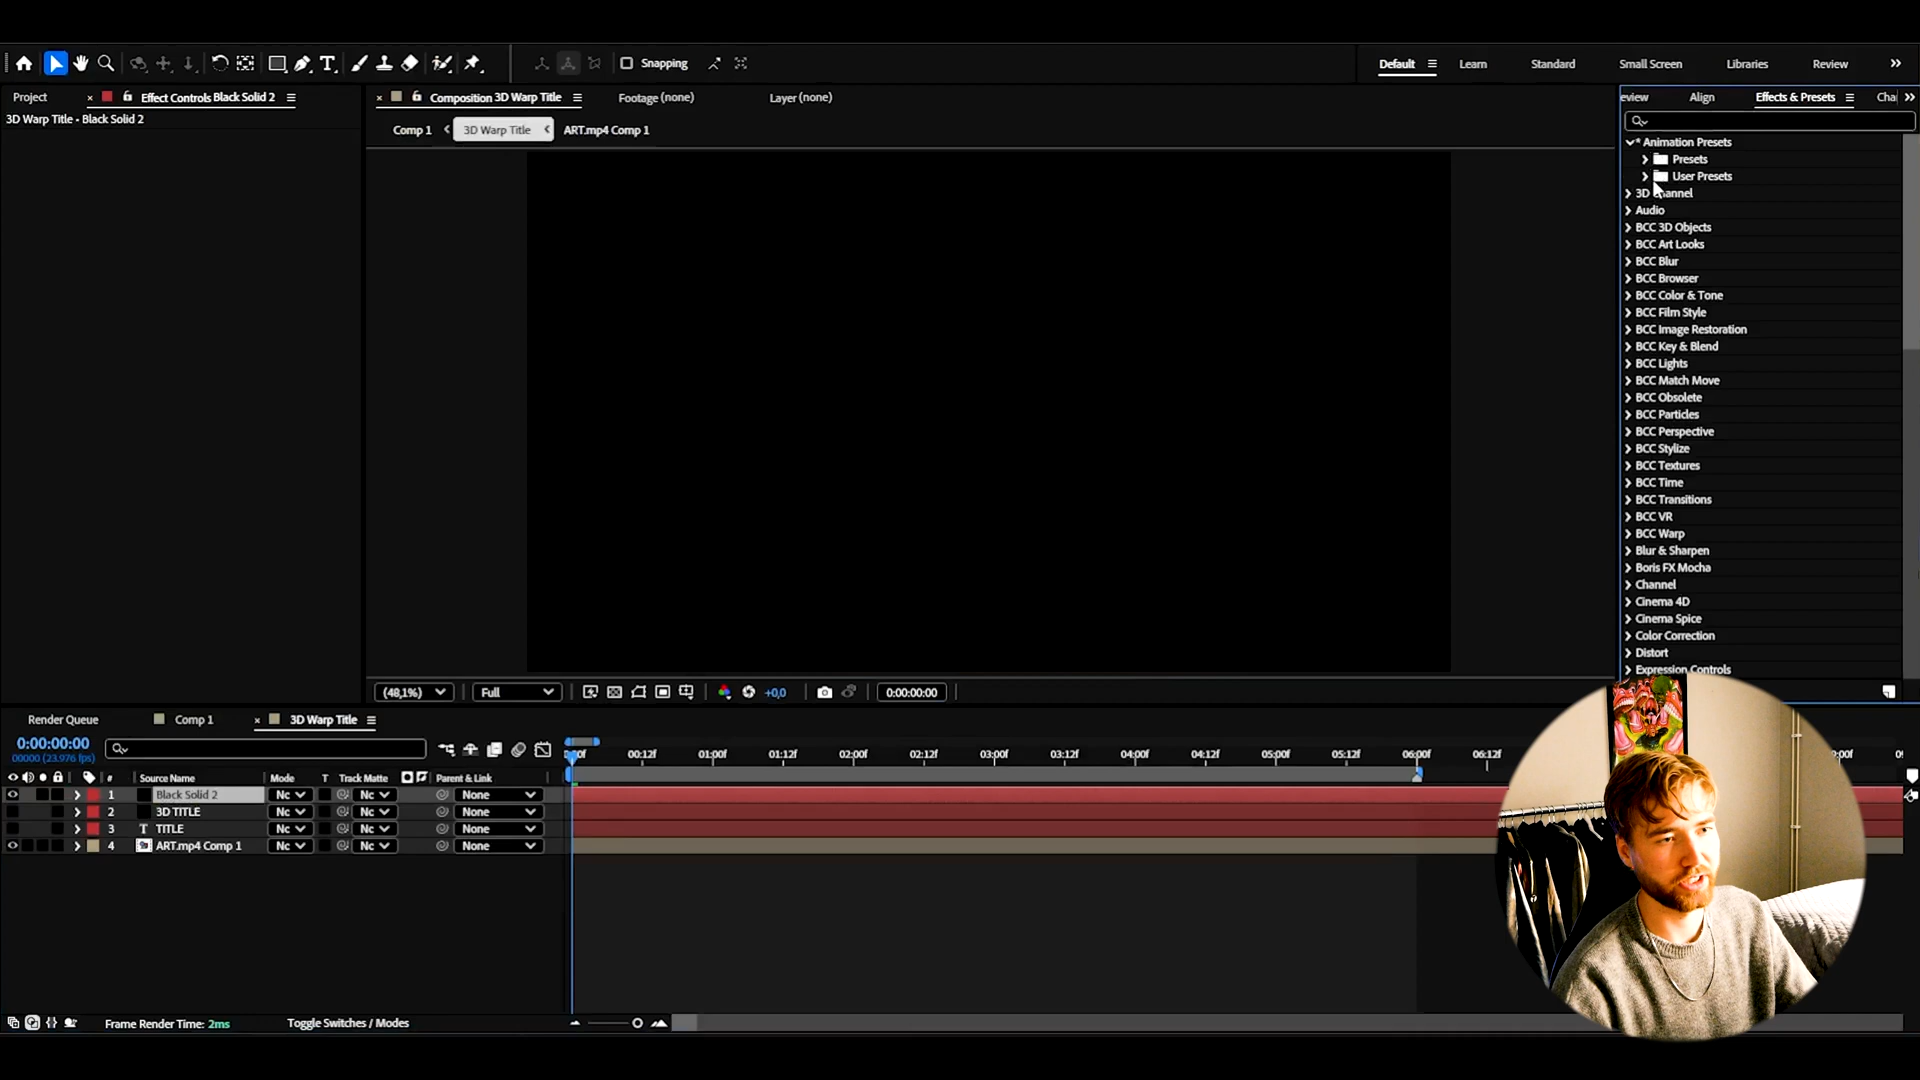 Snapping
Default
Learn
Standard
Small Screen
Libraries
Review
Project
Effect Controls Black Solid 2
3D Warp Title • Black Solid 2
Composition 3D Warp Title
Footage (none)
Layer (none)
Comp 1
3D Warp Title
ART.mp4 Comp 1
eview
Align
Effects & Presets
Cha
* Animation Presets
Presets
User Presets
3D Channel
Audio
BCC 3D Objects
BCC Art Looks
BCC Blur
BCC Browser
BCC Color & Tone
BCC Film Style
BCC Image Restoration
BCC Key & Blend
BCC Lights
BCC Match Move
BCC Obsolete
BCC Particles
BCC Perspective
BCC Stylize
BCC Textures
BCC Time
BCC Transitions
BCC VR
BCC Warp
Blur & Sharpen
Boris FX Mocha
Channel
Cinema 4D
Cinema Spice
Color Correction
Distort
Expression Controls
(48,1%)
Full
+0,0
0:00:00:00
Render Queue
Comp 1
3D Warp Title
0:00:00:00
00000 (23.976 fps)
00:12f 01:00f 01:12f 02:00f 02:12f 03:00f 03:12f 04:00f 04:12f 05:00f 05:12f 06:00f 06:12f
# Source Name Mode T Track Matte Parent & Link
1 Black Solid 2 Nc Nc None
2 3D TITLE Nc Nc None
3 T TITLE Nc Nc None
4 ART.mp4 Comp 1 Nc Nc None
Frame Render Time: 2ms
Toggle Switches / Modes